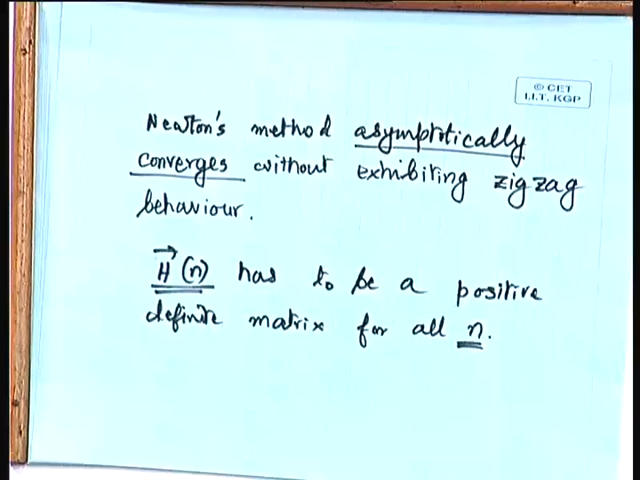 © CET
I.I.T. KGP
Newton's method asymptotically
converges without exhibiting zigzag
behaviour.
H(n) has to be a positive
definite matrix for all n.